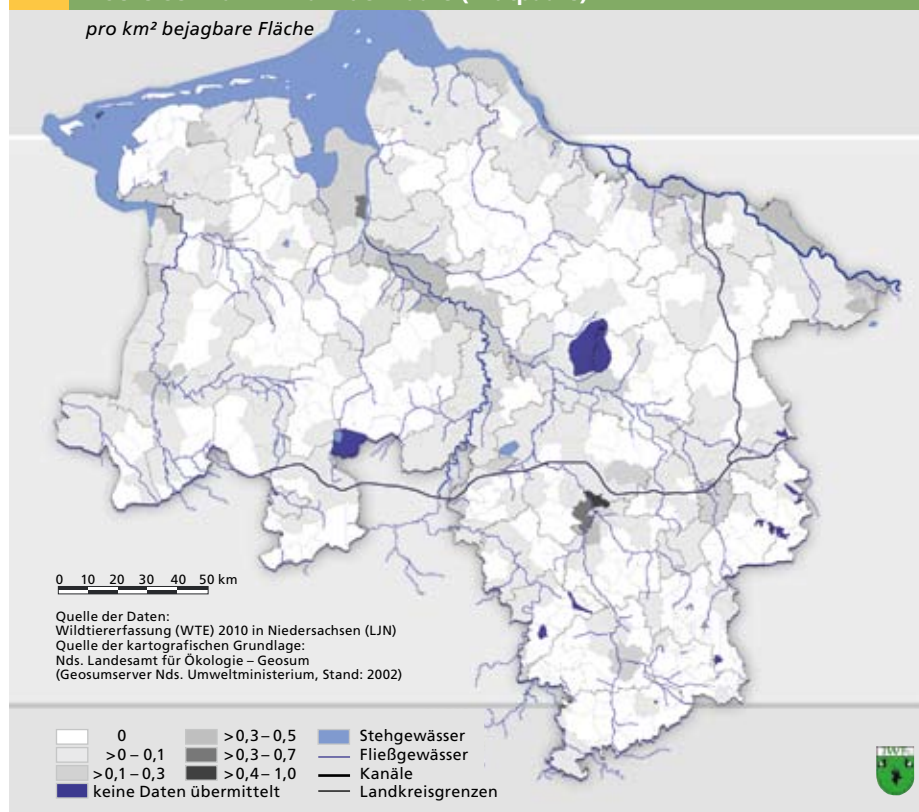 pro km² bejagbare Fläche
0 10 20 30 40 50 km
Quelle der Daten:
Wildtiererfassung (WTE) 2010 in Niedersachsen (LJN)
Quelle der kartografischen Grundlage:
Nds. Landesamt für Ökologie – Geosum
(Geosumserver Nds. Umweltministerium, Stand: 2002)
0 >0,3–0,5 Stehgewässer
>0–0,1 >0,3–0,7 Fließgewässer
>0,1–0,3 >0,4–1,0 Kanäle
keine Daten übermittelt Landkreisgrenzen